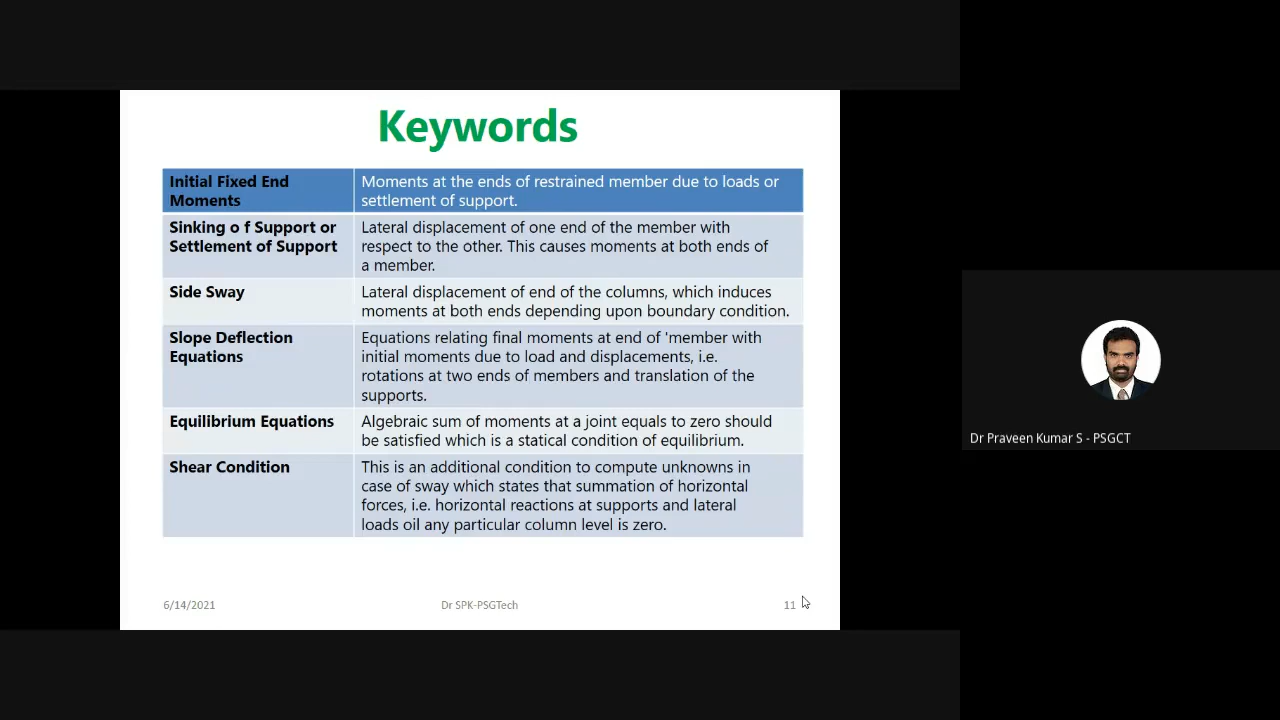 Keywords
Initial Fixed End
Moments
Moments at the ends of restrained member due to loads or
settlement of support.
Sinking o f Support or
Settlement of Support
Lateral displacement of one end of the member with
respect to the other. This causes moments at both ends of
a member.
Side Sway
Lateral displacement of end of the columns, which induces
moments at both ends depending upon boundary condition.
Slope Deflection
Equations
Equations relating final moments at end of 'member with
initial moments due to load and displacements, i.e.
rotations at two ends of members and translation of the
supports.
Equilibrium Equations
Algebraic sum of moments at a joint equals to zero should
be satisfied which is a statical condition of equilibrium.
Shear Condition
This is an additional condition to compute unknowns in
case of sway which states that summation of horizontal
forces, i.e. horizontal reactions at supports and lateral
loads oil any particular column level is zero.
6/14/2021
Dr SPK-PSGTech
11
Dr Praveen Kumar S - PSGCT